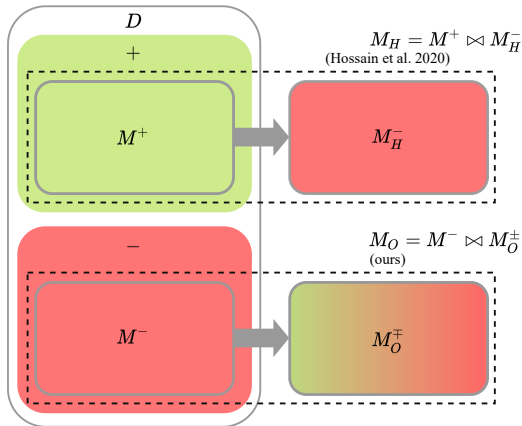 D
+
M⁺
M_H = M⁺ ⋈ M_H⁻
(Hossain et al. 2020)
M_H⁻
−
M⁻
M_O = M⁻ ⋈ M_O^±
(ours)
M_O^∓